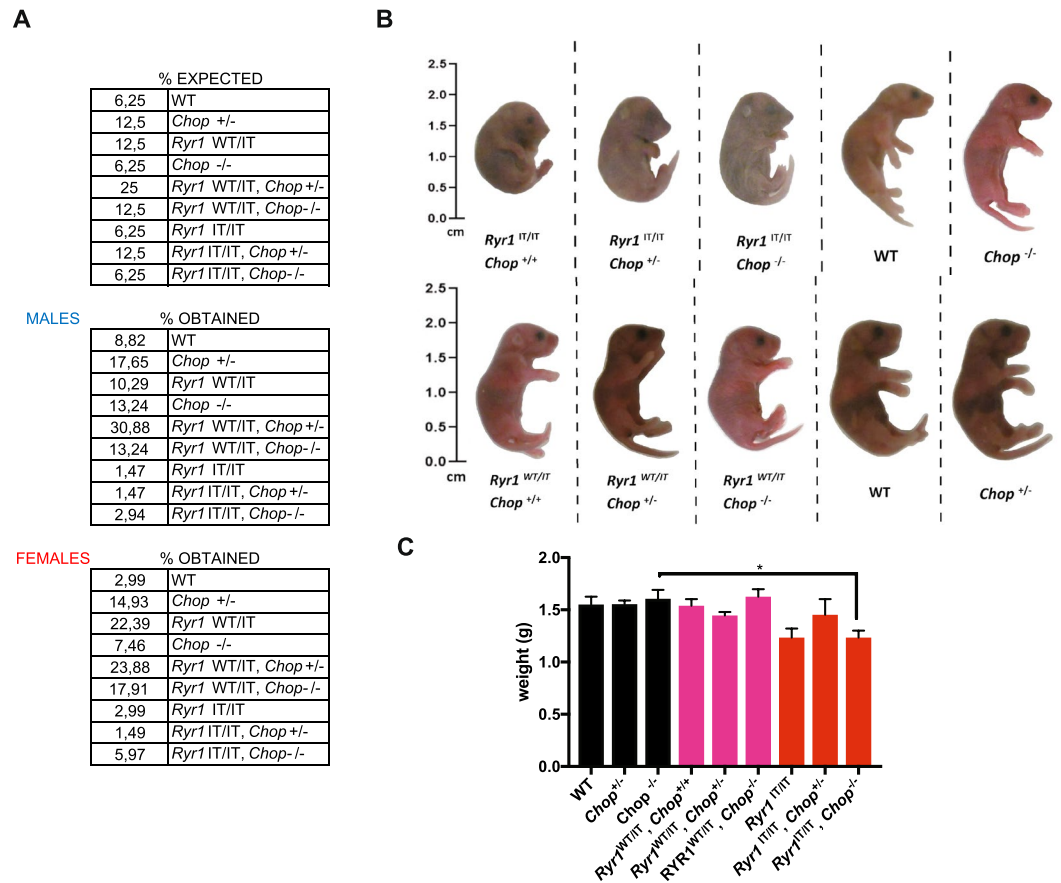 A
% EXPECTED
6,25 WT
12,5 Chop +/-
12,5 Ryr1 WT/IT
6,25 Chop -/-
25 Ryr1 WT/IT, Chop +/-
12,5 Ryr1 WT/IT, Chop-/-
6,25 Ryr1 IT/IT
12,5 Ryr1 IT/IT, Chop +/-
6,25 Ryr1 IT/IT, Chop-/-
MALES % OBTAINED
8,82 WT
17,65 Chop +/-
10,29 Ryr1 WT/IT
13,24 Chop -/-
30,88 Ryr1 WT/IT, Chop +/-
13,24 Ryr1 WT/IT, Chop-/-
1,47 Ryr1 IT/IT
1,47 Ryr1 IT/IT, Chop +/-
2,94 Ryr1 IT/IT, Chop-/-
FEMALES % OBTAINED
2,99 WT
14,93 Chop +/-
22,39 Ryr1 WT/IT
7,46 Chop -/-
23,88 Ryr1 WT/IT, Chop +/-
17,91 Ryr1 WT/IT, Chop-/-
2,99 Ryr1 IT/IT
1,49 Ryr1 IT/IT, Chop +/-
5,97 Ryr1 IT/IT, Chop-/-
B
2.5
2.0
1.5
1.0
0.5
0.0
cm
Ryr1 IT/IT
Chop +/+
Ryr1 IT/IT
Chop +/-
Ryr1 IT/IT
Chop -/-
WT
Chop -/-
2.5
2.0
1.5
1.0
0.5
0.0
cm
Ryr1 WT/IT
Chop +/+
Ryr1 WT/IT
Chop +/-
Ryr1 WT/IT
Chop -/-
WT
Chop +/-
C
2.0
1.5
1.0
0.5
0.0
weight (g)
*
WT
Chop+/-
Chop -/-
Ryr1WT/IT , Chop+/+
Ryr1WT/IT , Chop+/-
RYR1WT/IT, Chop-/-
Ryr1 IT/IT
Ryr1 IT/IT, Chop+/-
Ryr1IT/IT , Chop-/-